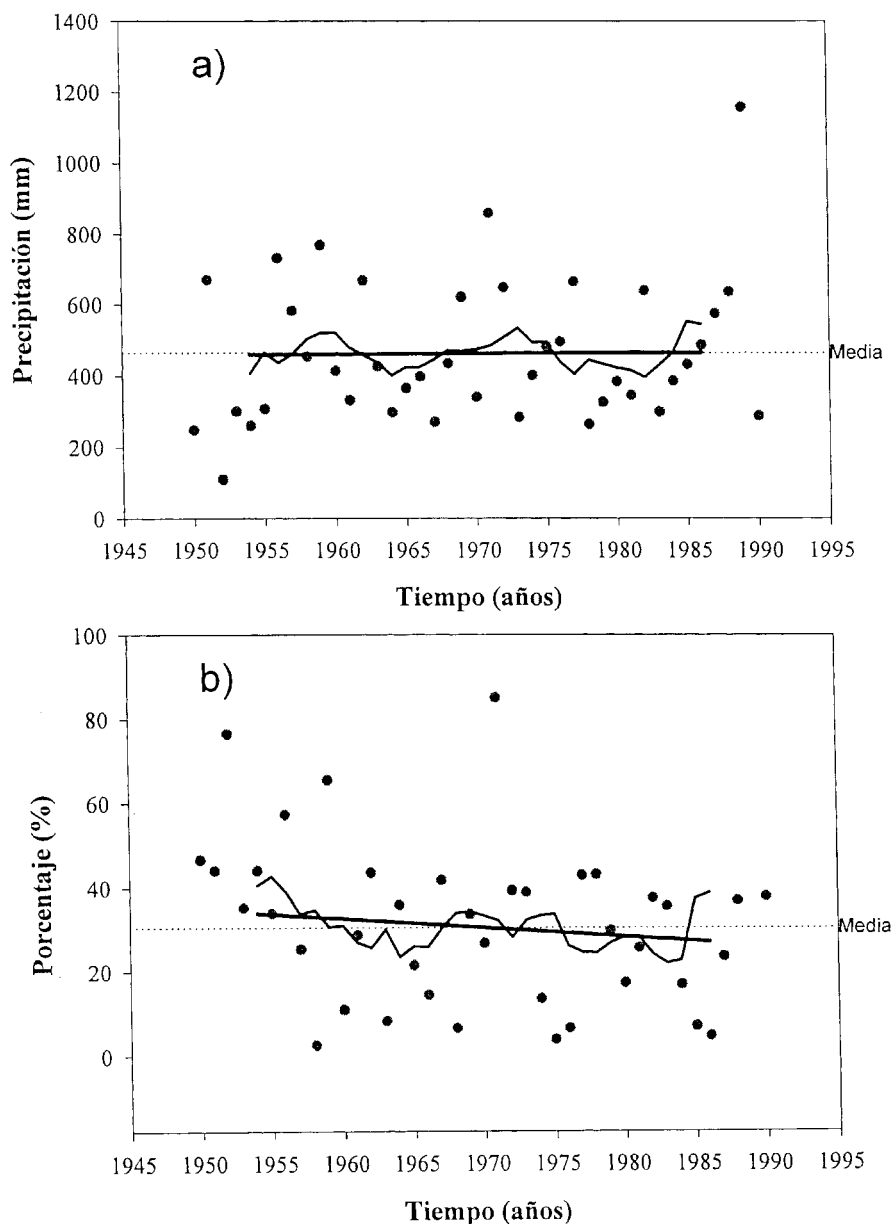 a)
Precipitación (mm)
1400
1200
1000
800
600
400
200
0
Media
1945 1950 1955 1960 1965 1970 1975 1980 1985 1990 1995
Tiempo (años)
b)
Porcentaje (%)
100
80
60
40
20
0
Media
1945 1950 1955 1960 1965 1970 1975 1980 1985 1990 1995
Tiempo (años)